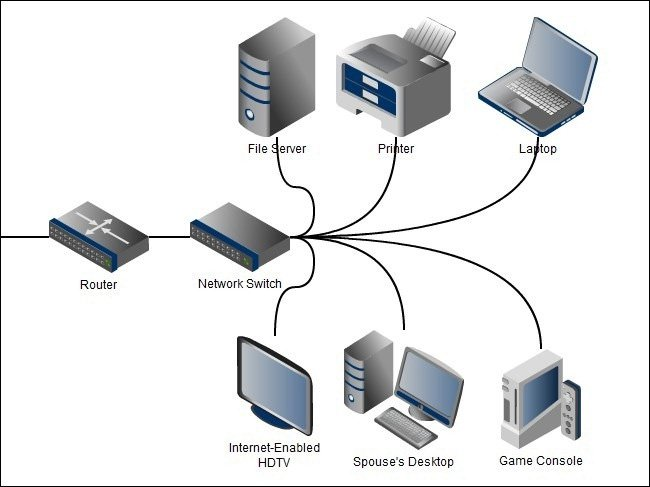 File Server
Printer
Laptop
Router
Network Switch
Internet-Enabled
HDTV
Spouse's Desktop
Game Console